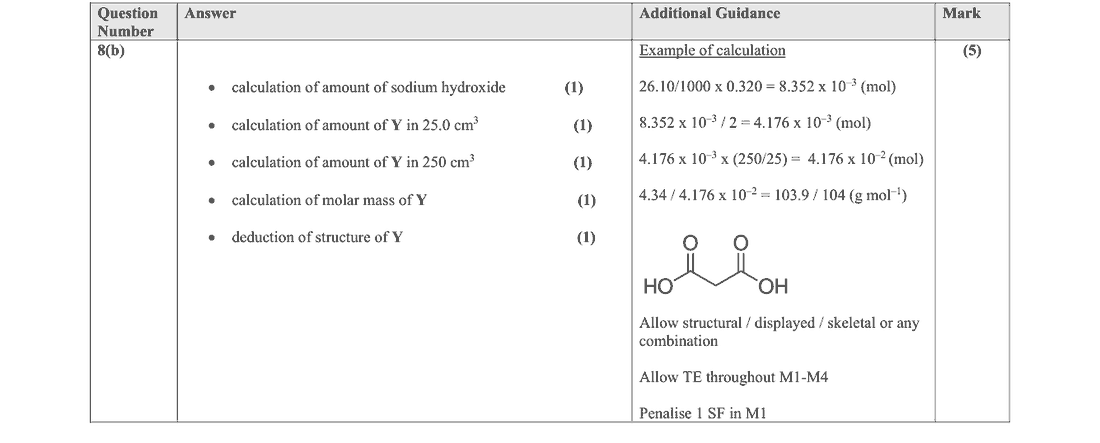 Question Number Answer Additional Guidance Mark
8(b) Example of calculation (5)
• calculation of amount of sodium hydroxide (1) 26.10/1000 x 0.320 = 8.352 x 10⁻³ (mol)
• calculation of amount of Y in 25.0 cm³ (1) 8.352 x 10⁻³ / 2 = 4.176 x 10⁻³ (mol)
• calculation of amount of Y in 250 cm³ (1) 4.176 x 10⁻³ x (250/25) = 4.176 x 10⁻² (mol)
• calculation of molar mass of Y (1) 4.34 / 4.176 x 10⁻² = 103.9 / 104 (g mol⁻¹)
• deduction of structure of Y (1)
O O
HO OH
Allow structural / displayed / skeletal or any
combination
Allow TE throughout M1-M4
Penalise 1 SF in M1